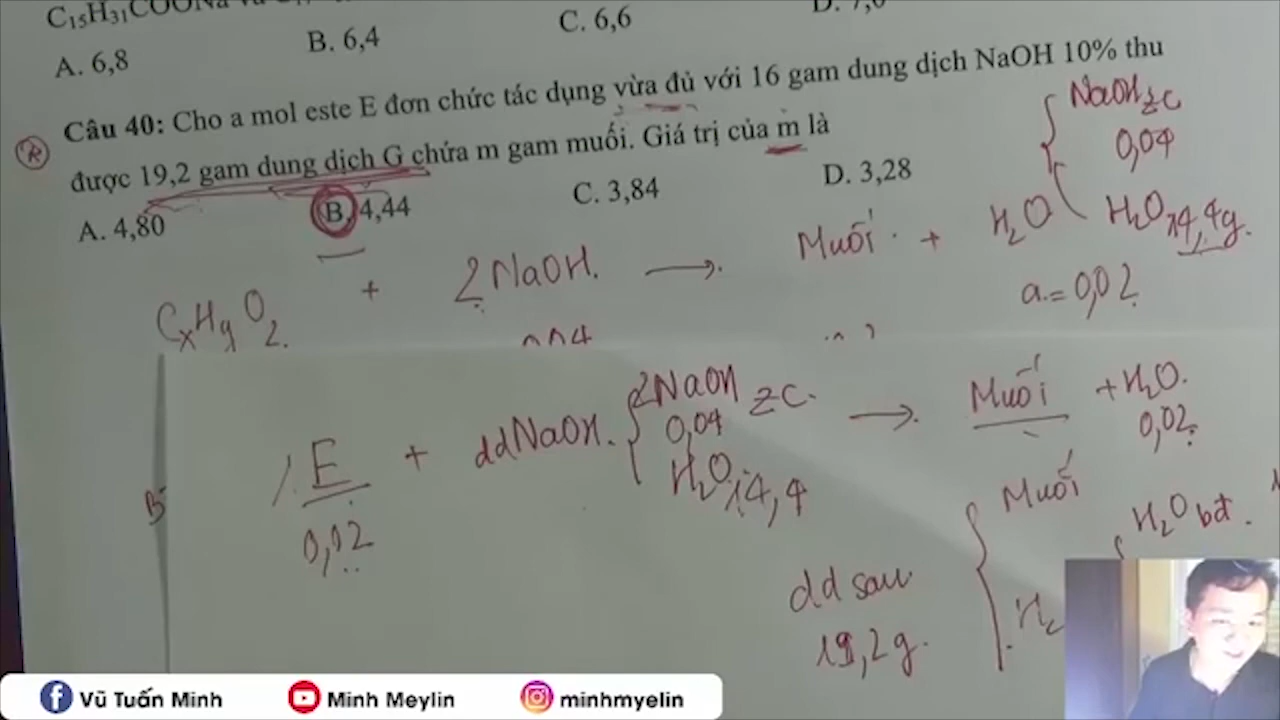 C₁₅H₃₁COONa và
A. 6,8
B. 6,4
C. 6,6
Câu 40: Cho a mol este E đơn chức tác dụng vừa đủ với 16 gam dung dịch NaOH 10% thu
được 19,2 gam dung dịch G chứa m gam muối. Giá trị của m là
A. 4,80
B. 4,44
C. 3,84
D. 3,28
NaOH
0,04
H₂O 14,4g.
CₓHyO₂ + 2NaOH. → Muối + H₂O
a = 0,02
1E + ddNaOH. 2NaOH → Muối + H₂O.
0,02
0,04
0,02
H₂O 14,4
Muối
H₂O bđ.
dd sau
19,2g.
Vũ Tuấn Minh
Minh Meylin
minhmyelin